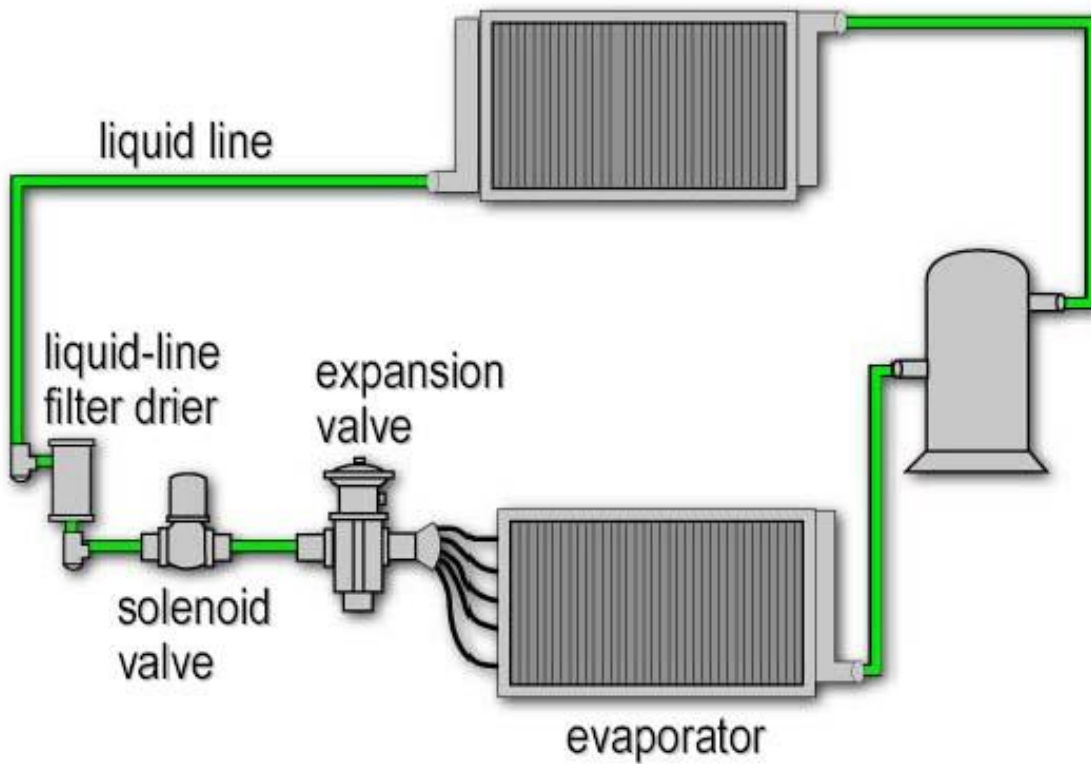 liquid line
liquid-line
filter drier
expansion
valve
solenoid
valve
evaporator